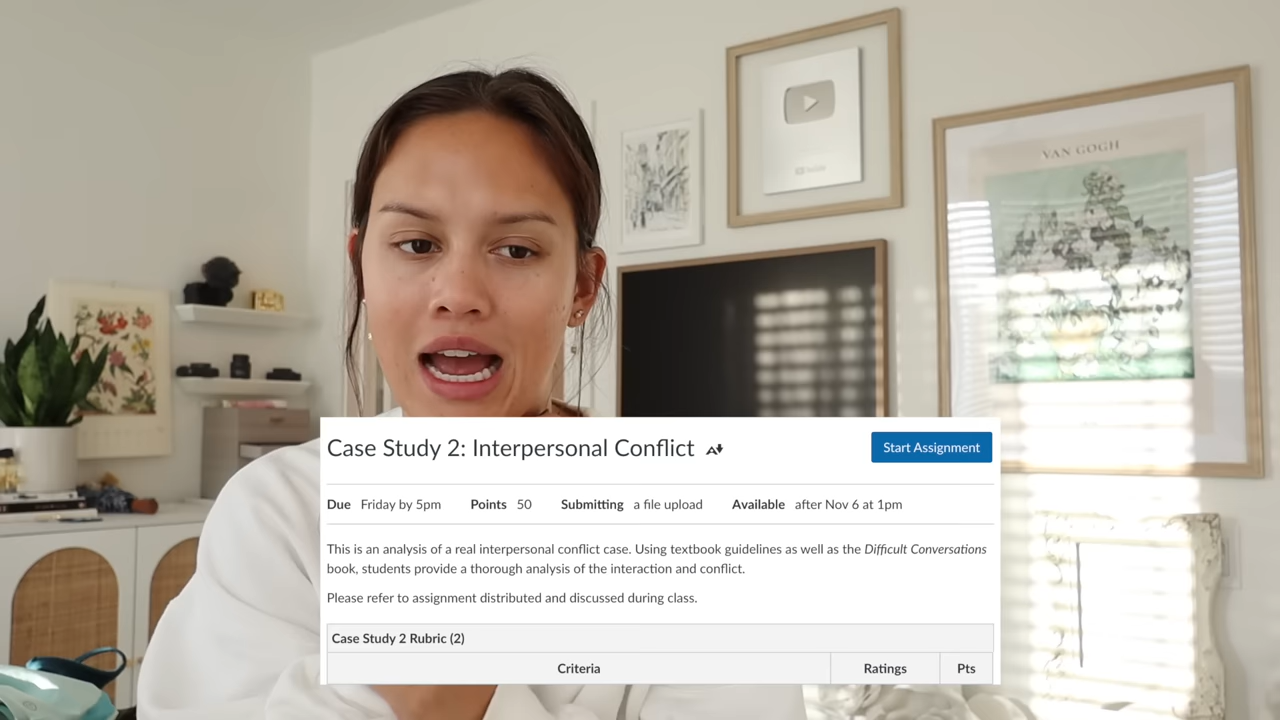 VAN GOGH
Case Study 2: Interpersonal Conflict
Start Assignment
Due Friday by 5pm Points 50 Submitting a file upload Available after Nov 6 at 1pm
This is an analysis of a real interpersonal conflict case. Using textbook guidelines as well as the Difficult Conversations
book, students provide a thorough analysis of the interaction and conflict.
Please refer to assignment distributed and discussed during class.
Case Study 2 Rubric (2)
Criteria Ratings Pts